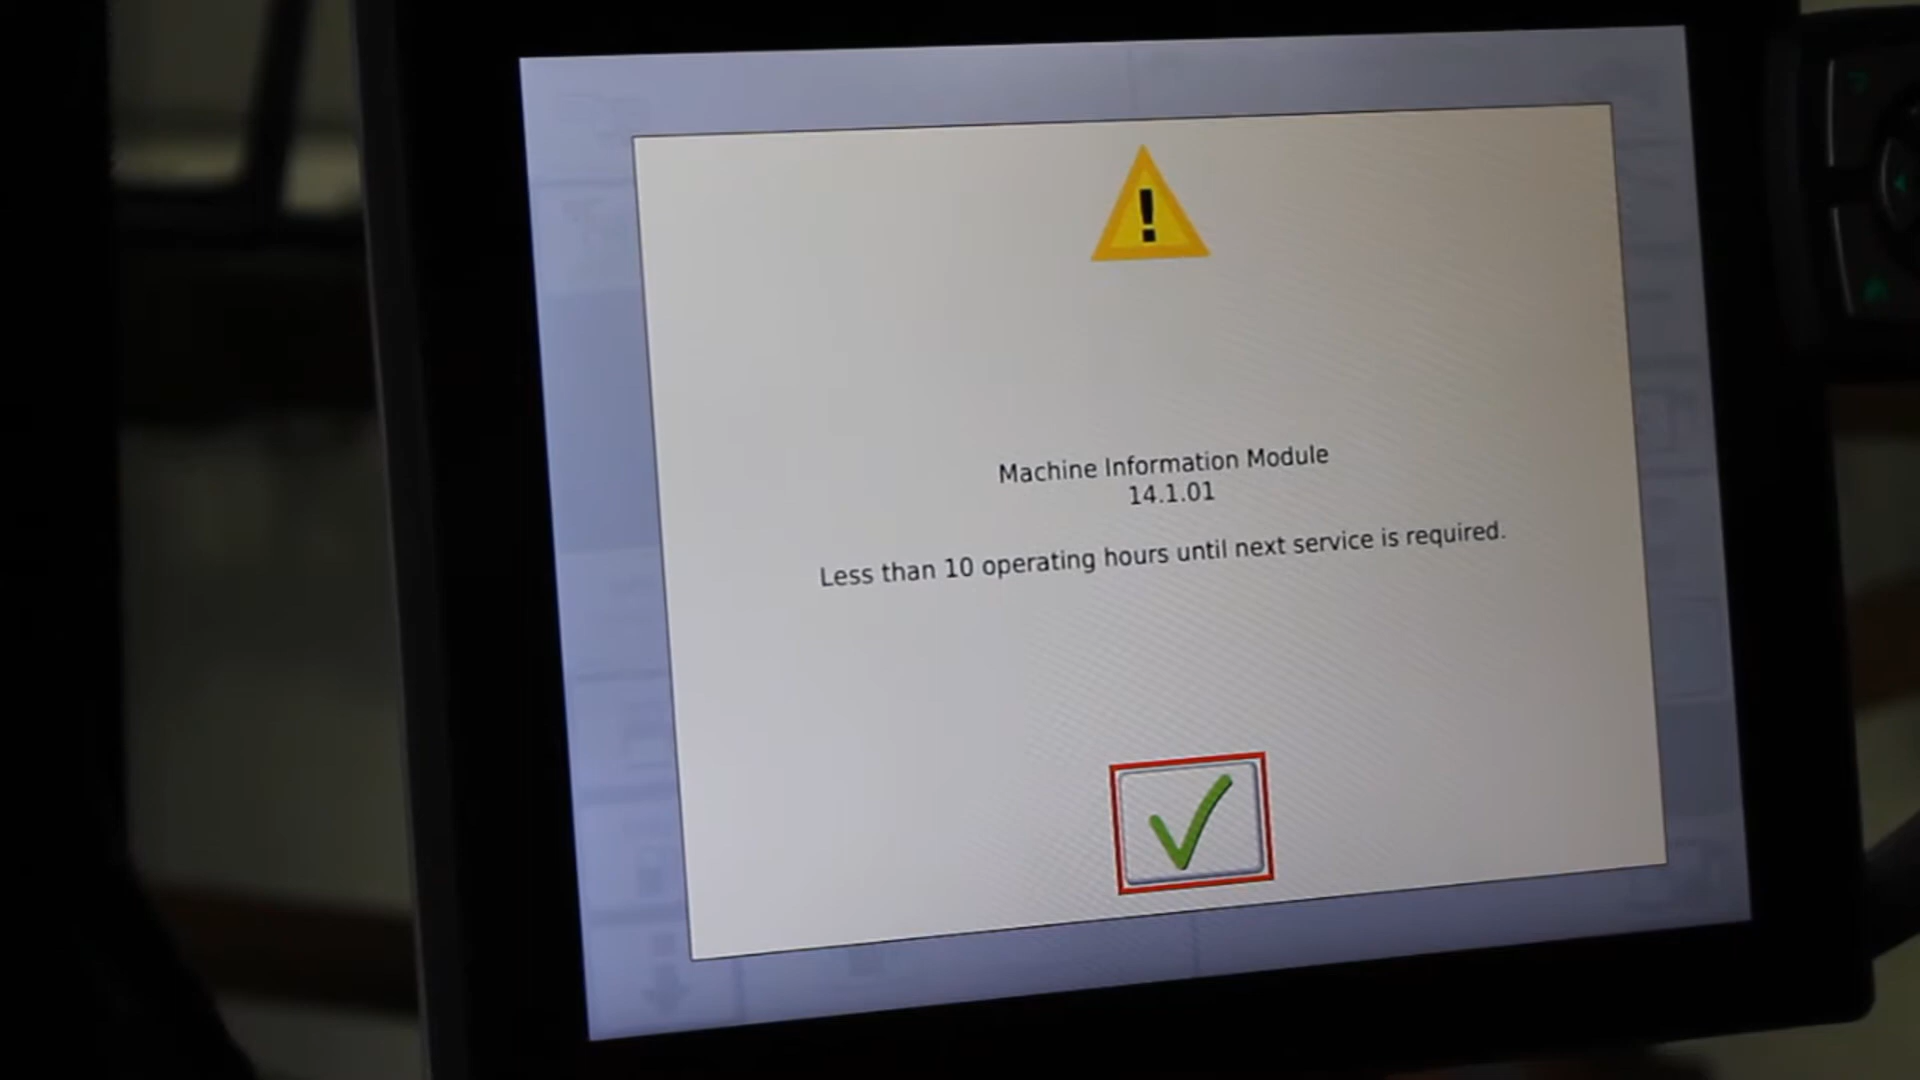 Machine Information Module
14.1.01
Less than 10 operating hours until next service is required.